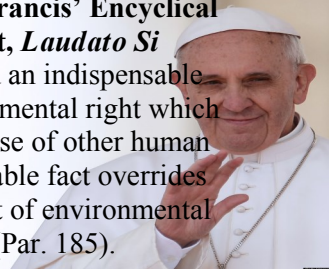 rancis’ Encyclical
t, Laudato Si
an indispensable
mental right which
se of other human
able fact overrides
t of environmental
Par. 185).